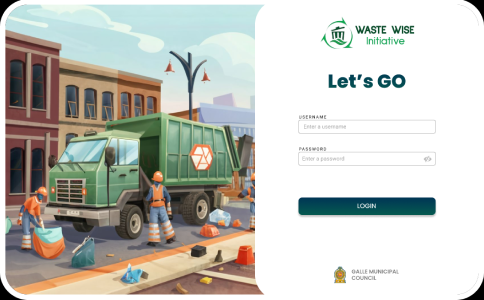 WASTE WISE
Initiative
Let's GO
USERNAME
Enter a username
PASSWORD
Enter a password
LOGIN
GALLE MUNICIPAL
COUNCIL